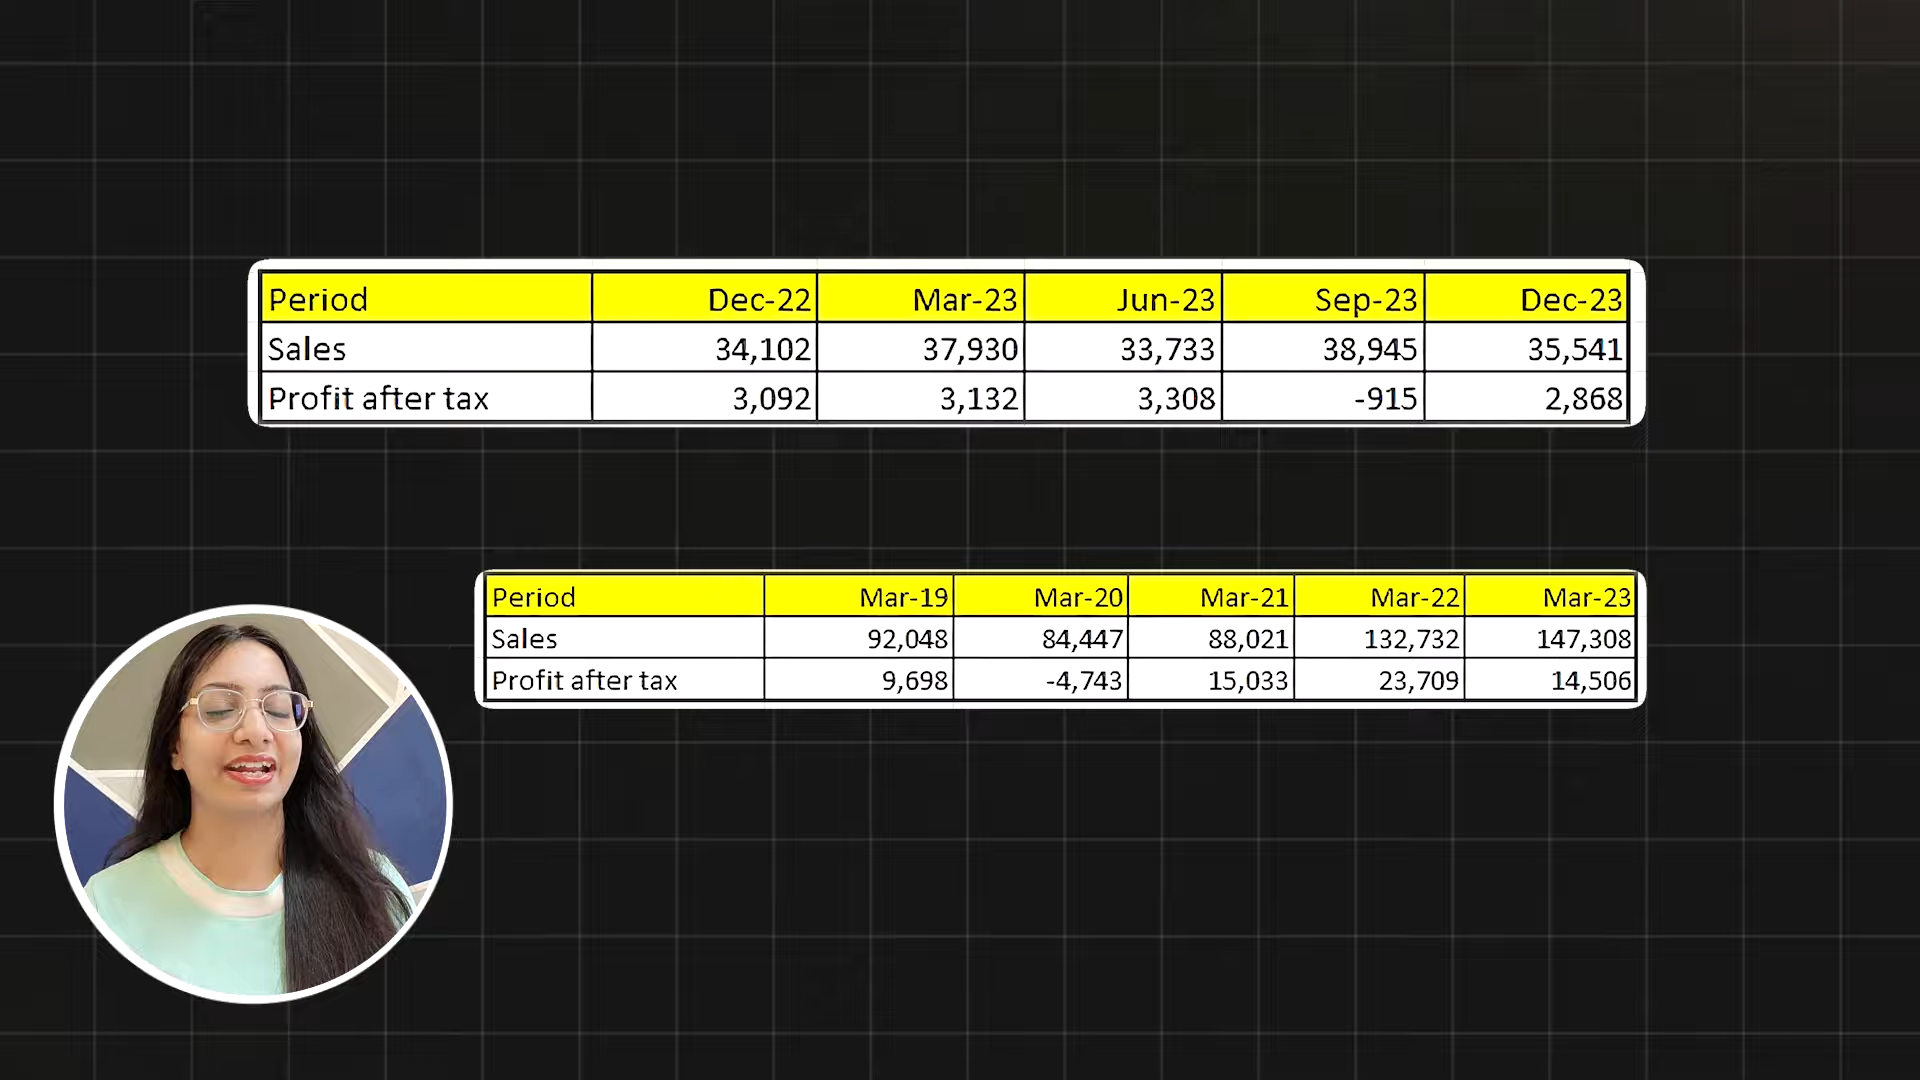 Period Dec-22 Mar-23 Jun-23 Sep-23 Dec-23
Sales 34,102 37,930 33,733 38,945 35,541
Profit after tax 3,092 3,132 3,308 -915 2,868
Period Mar-19 Mar-20 Mar-21 Mar-22 Mar-23
Sales 92,048 84,447 88,021 132,732 147,308
Profit after tax 9,698 -4,743 15,033 23,709 14,506